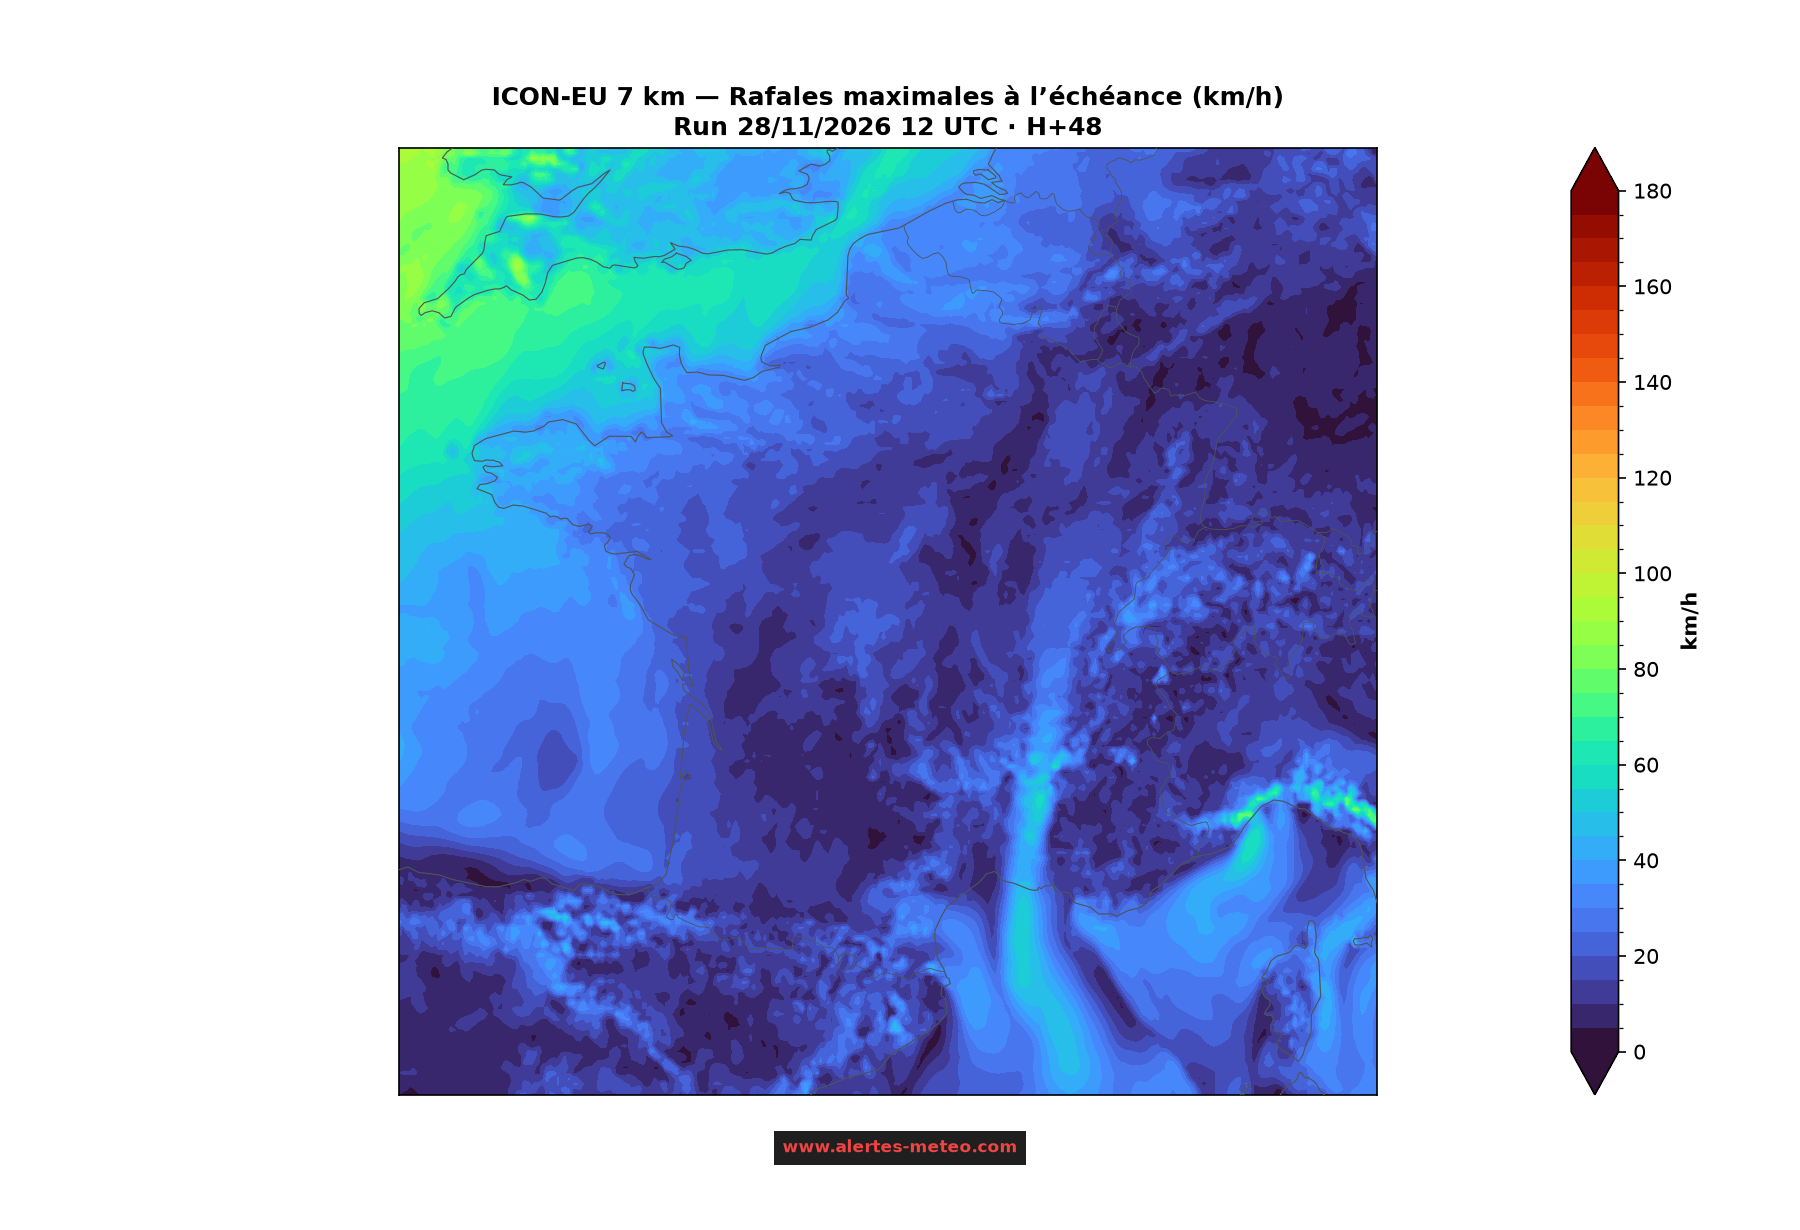 ICON-EU 7 km — Rafales maximales à l’échéance (km/h)
Run 28/11/2026 12 UTC · H+48
180
160
140
120
100
80
60
40
20
0
km/h
www.alertes-meteo.com